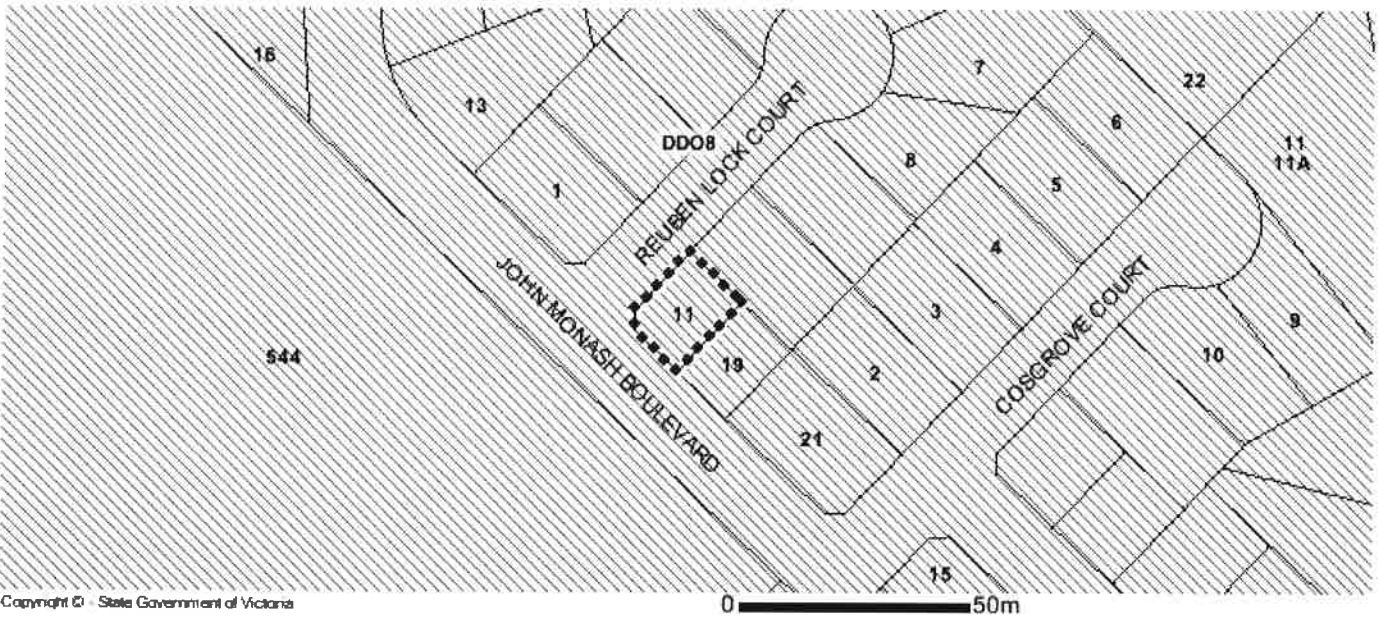 16
13
DDO8
REUBEN LOCK COURT
7
22
6
11
11A
8
5
1
4
JOHN MONASH BOULEVARD
11
3
COSGROVE COURT
544
19
2
9
10
21
15
Copyright © - State Government of Victoria
0 50m